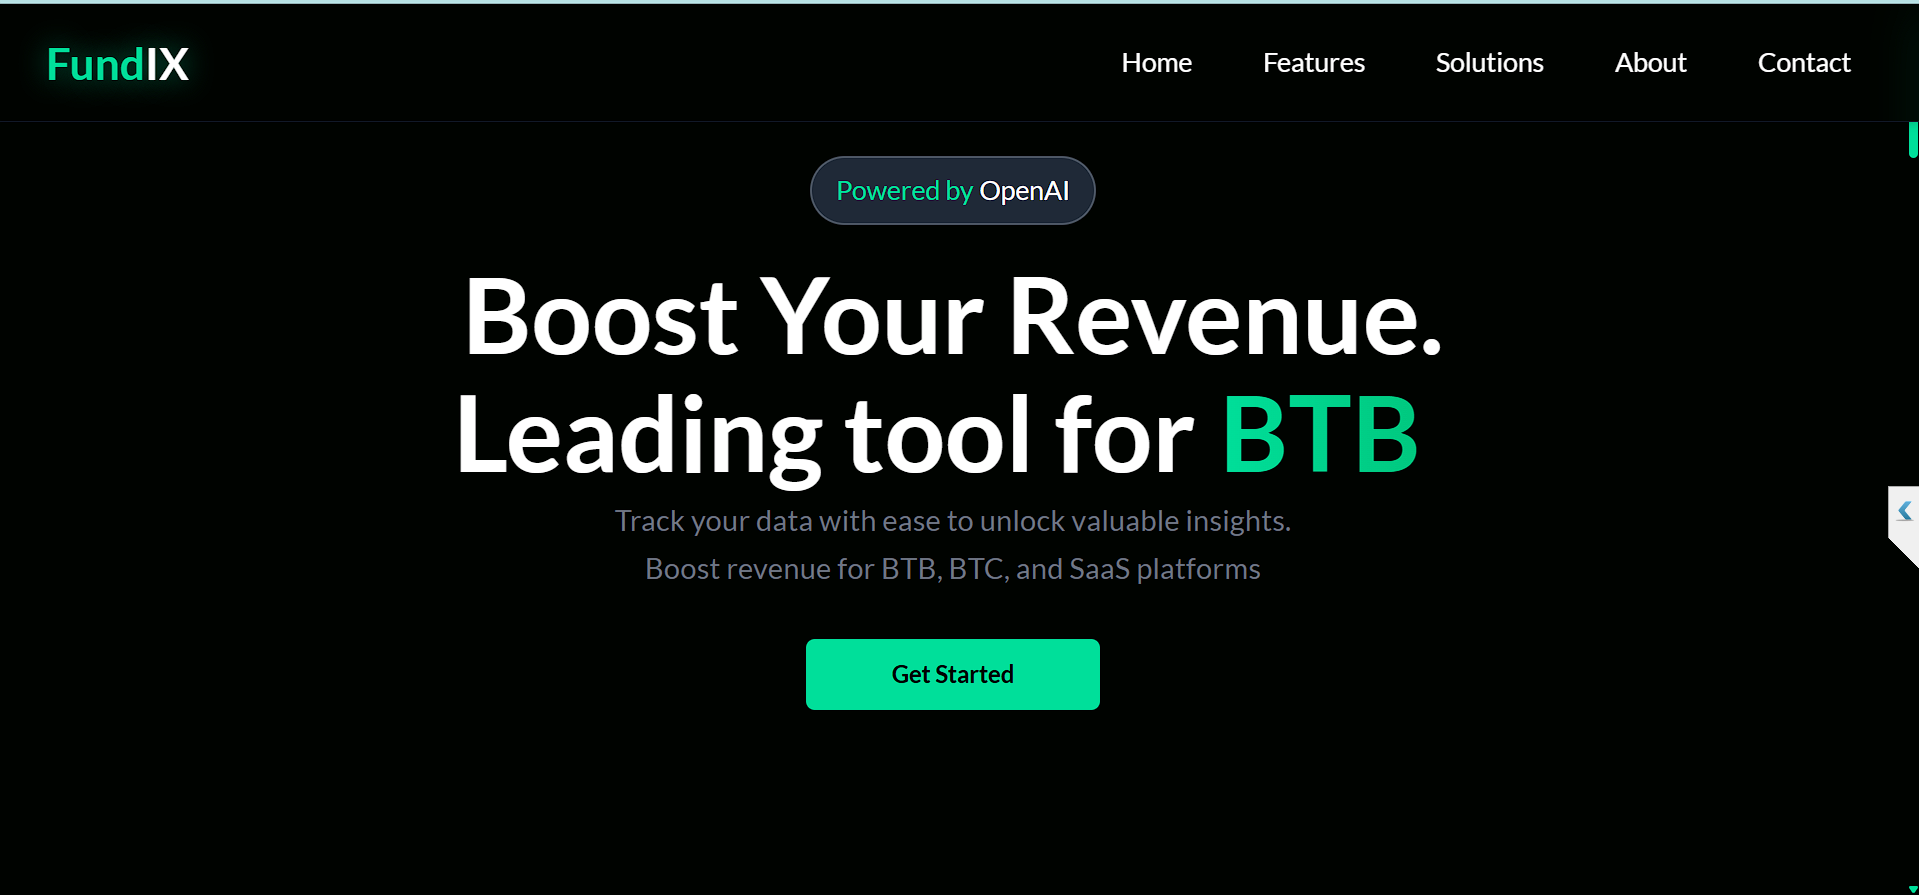 FundIX
Home Features Solutions About Contact
Powered by OpenAI
Boost Your Revenue.
Leading tool for BTB
Track your data with ease to unlock valuable insights.
Boost revenue for BTB, BTC, and SaaS platforms
Get Started